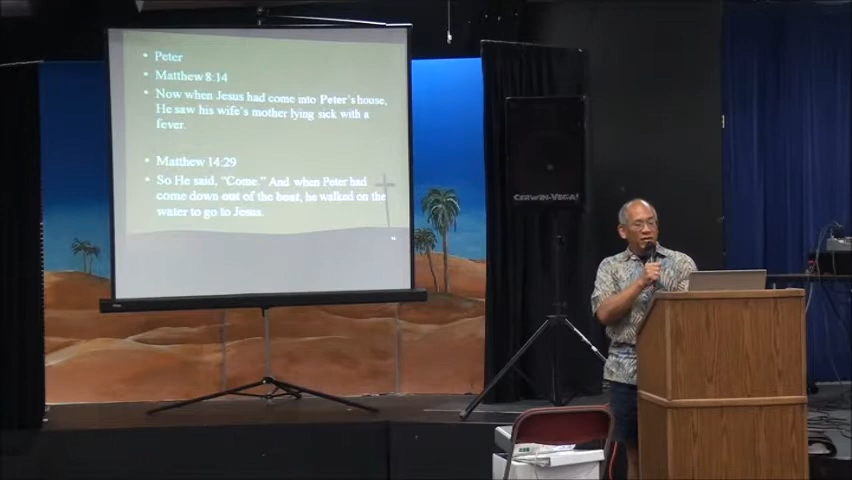 • Peter
• Matthew 8:14
• Now when Jesus had come into Peter's house,
He saw his wife's mother lying sick with a
fever.
• Matthew 14:29
• So He said, "Come." And when Peter had
come down out of the boat, he walked on the
water to go to Jesus.
CERWIN-VEGA!